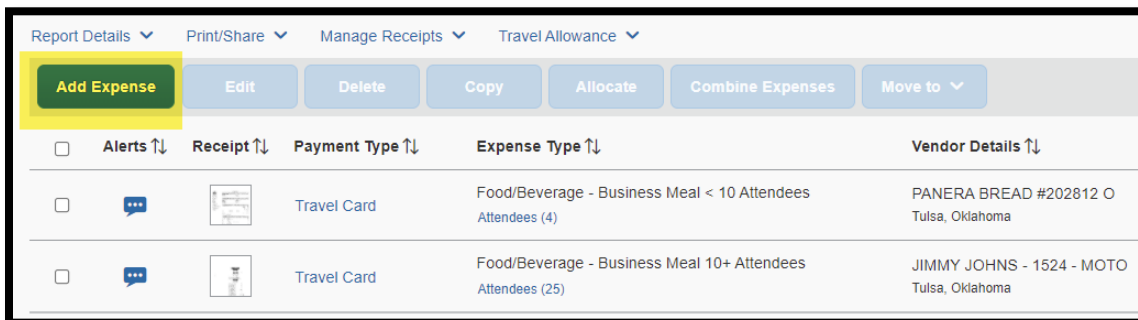 Report Details Print/Share Manage Receipts Travel Allowance
Add Expense Edit Delete Copy Allocate Combine Expenses Move to
Alerts Receipt Payment Type Expense Type Vendor Details
Travel Card Food/Beverage - Business Meal < 10 Attendees PANERA BREAD #202812 O
Attendees (4) Tulsa, Oklahoma
Travel Card Food/Beverage - Business Meal 10+ Attendees JIMMY JOHNS - 1524 - MOTO
Attendees (25) Tulsa, Oklahoma